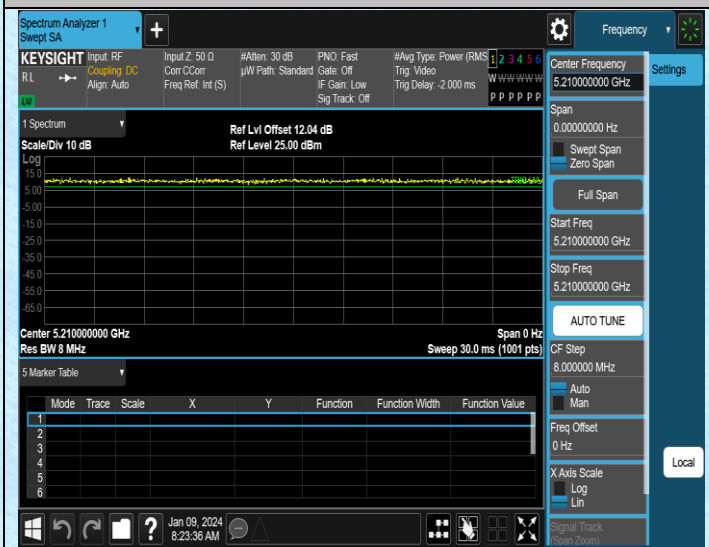 Spectrum Analyzer 1
Swept SA
Frequency
KEYSIGHT
RL
LXI
Input: RF
Coupling: DC
Align: Auto
Input Z: 50 Ω
Corr CCorr
Freq Ref: Int (S)
#Atten: 30 dB
µW Path: Standard
PNO: Fast
Gate: Off
IF Gain: Low
Sig Track: Off
#Avg Type: Power (RMS
Trig: Video
Trig Delay: -2.000 ms
1 2 3 4 5 6
W W W W W W
P P P P P P
1 Spectrum
Scale/Div 10 dB
Ref Lvl Offset 12.04 dB
Ref Level 25.00 dBm
Log
15.0
5.00
-5.00
-15.0
-25.0
-35.0
-45.0
-55.0
-65.0
Center 5.210000000 GHz
Span 0 Hz
Res BW 8 MHz
Sweep 30.0 ms (1001 pts)
5 Marker Table
Mode Trace Scale X Y Function Function Width Function Value
1
2
3
4
5
6
Center Frequency
5.210000000 GHz
Settings
Span
0.00000000 Hz
Swept Span
Zero Span
Full Span
Start Freq
5.210000000 GHz
Stop Freq
5.210000000 GHz
AUTO TUNE
CF Step
8.000000 MHz
Auto
Man
Freq Offset
0 Hz
X Axis Scale
Log
Lin
Signal Track
(Span Zoom)
Local
?
Jan 09, 2024
8:23:36 AM